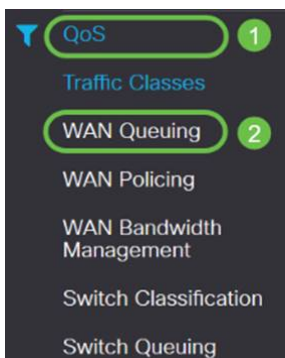 QoS 1
Traffic Classes
WAN Queuing 2
WAN Policing
WAN Bandwidth
Management
Switch Classification
Switch Queuing